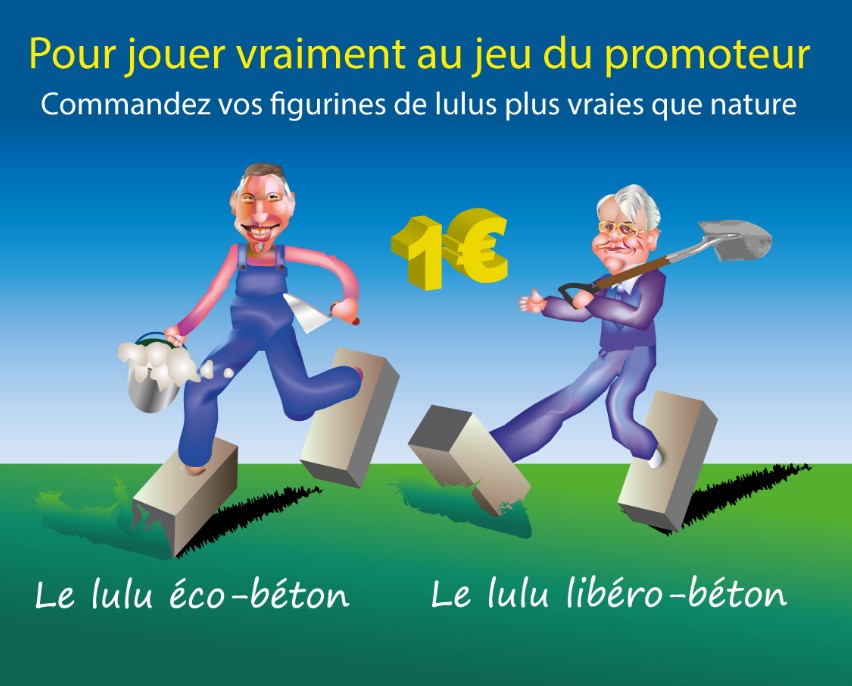 Pour jouer vraiment au jeu du promoteur
Commandez vos figurines de lulus plus vraies que nature
1€
Le lulu éco-béton
Le lulu libéro-béton